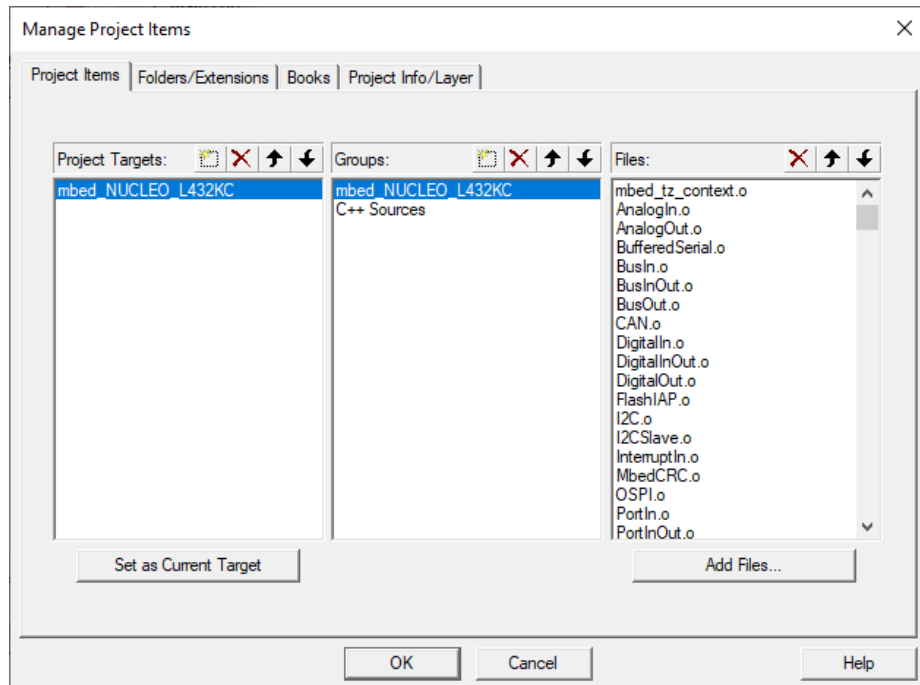 Manage Project Items
Project Items Folders/Extensions Books Project Info/Layer
Project Targets:
mbed_NUCLEO_L432KC
Groups:
mbed_NUCLEO_L432KC
C++ Sources
Files:
mbed_tz_context.o
AnalogIn.o
AnalogOut.o
BufferedSerial.o
BusIn.o
BusInOut.o
BusOut.o
CAN.o
DigitalIn.o
DigitalInOut.o
DigitalOut.o
FlashIAP.o
I2C.o
I2CSlave.o
InterruptIn.o
MbedCRC.o
OSPI.o
PortIn.o
PortInOut.o
Set as Current Target
Add Files...
OK Cancel Help